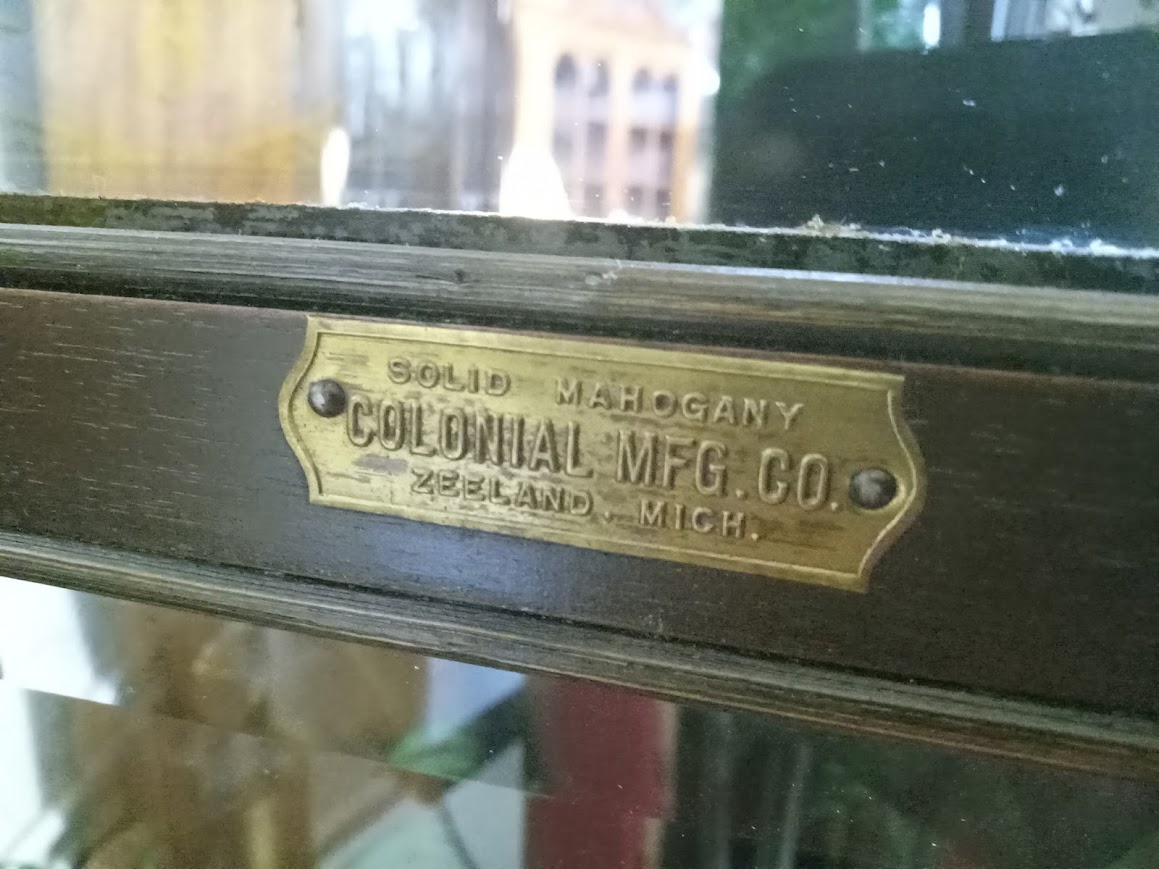 SOLID MAHOGANY
COLONIAL MFG. CO.
ZEELAND, MICH.